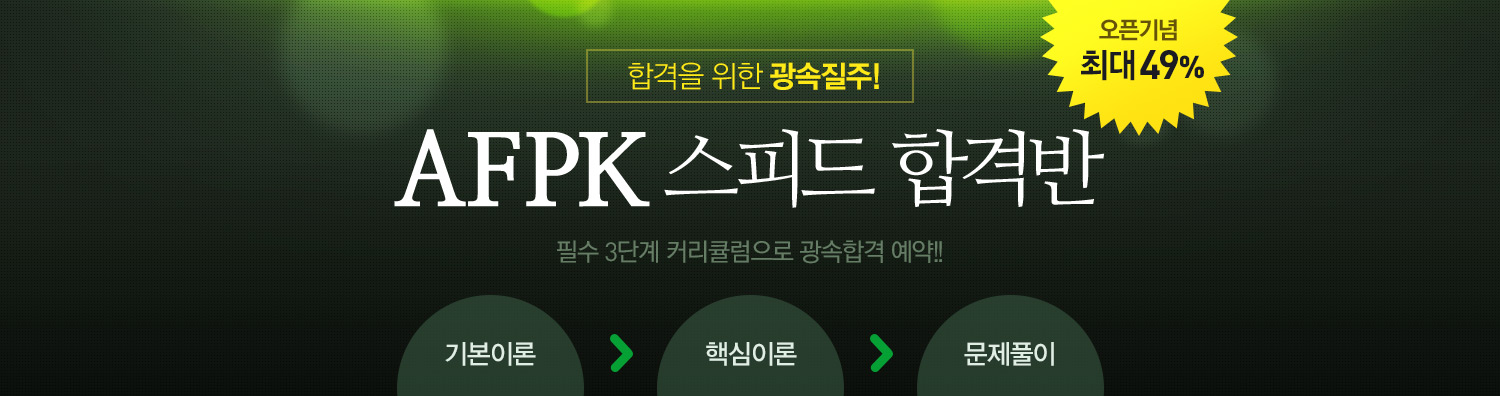 오픈기념
최대 49%
합격을 위한 광속질주!
AFPK 스피드 합격반
필수 3단계 커리큘럼으로 광속합격 예약!!
기본이론
핵심이론
문제풀이